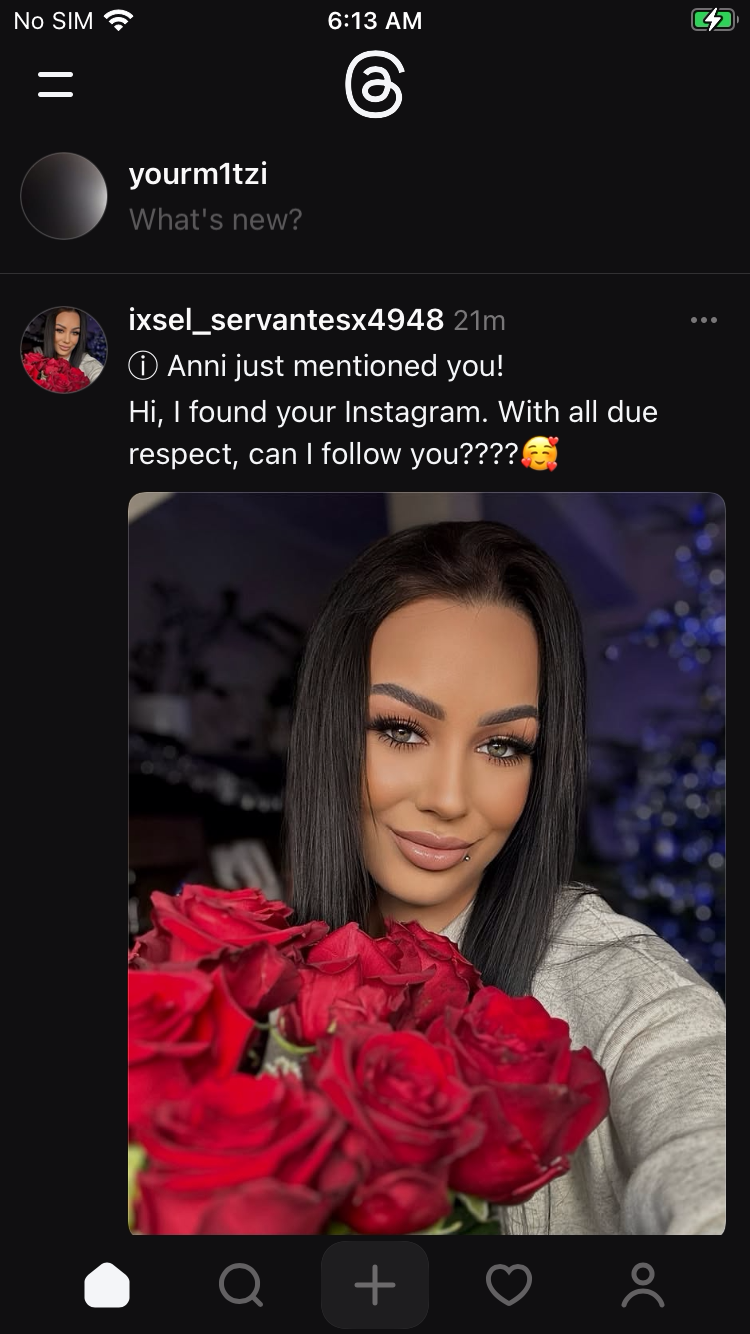 No SIM 6:13 AM
yourm1tzi
What's new?
ixsel_servantesx4948 21m
ⓘ Anni just mentioned you!
Hi, I found your Instagram. With all due
respect, can I follow you????🥰